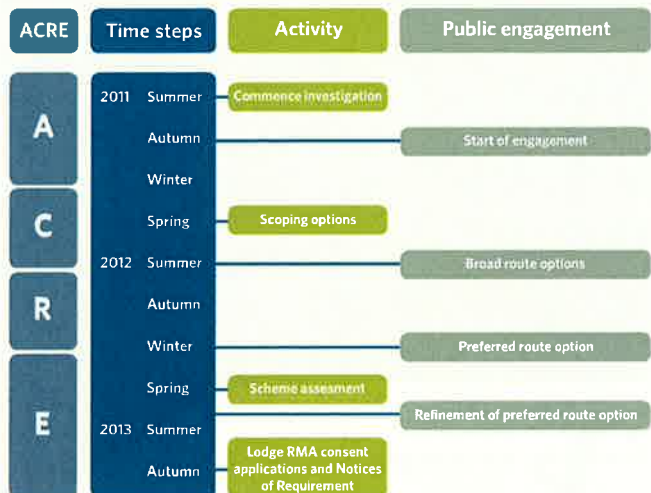 ACRE Time steps Activity Public engagement
A
2011 Summer Commence investigation
Autumn Start of engagement
Winter
C
Spring Scoping options
2012 Summer Broad route options
R
Autumn
Winter Preferred route option
E
Spring Scheme assesment
Refinement of preferred route option
2013 Summer
Lodge RMA consent
applications and Notices
of Requirement
Autumn